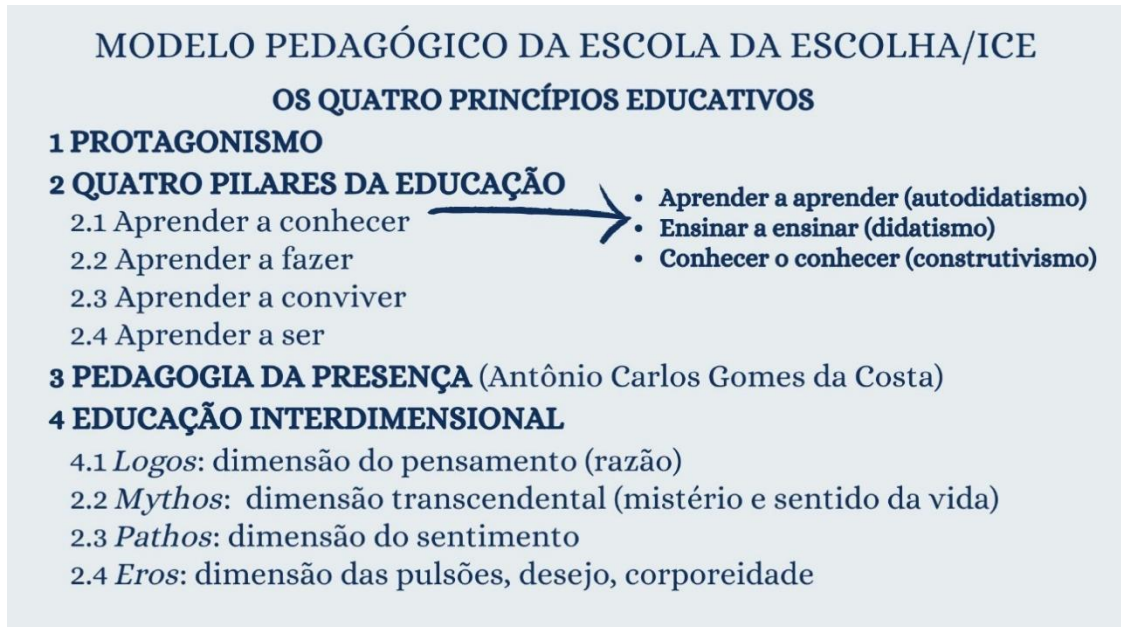 MODELO PEDAGÓGICO DA ESCOLA DA ESCOLHA/ICE
OS QUATRO PRINCÍPIOS EDUCATIVOS
1 PROTAGONISMO
2 QUATRO PILARES DA EDUCAÇÃO
2.1 Aprender a conhecer
• Aprender a aprender (autodidatismo)
• Ensinar a ensinar (didatismo)
• Conhecer o conhecer (construtivismo)
2.2 Aprender a fazer
2.3 Aprender a conviver
2.4 Aprender a ser
3 PEDAGOGIA DA PRESENÇA (Antônio Carlos Gomes da Costa)
4 EDUCAÇÃO INTERDIMENSIONAL
4.1 Logos: dimensão do pensamento (razão)
2.2 Mythos: dimensão transcendental (mistério e sentido da vida)
2.3 Pathos: dimensão do sentimento
2.4 Eros: dimensão das pulsões, desejo, corporeidade